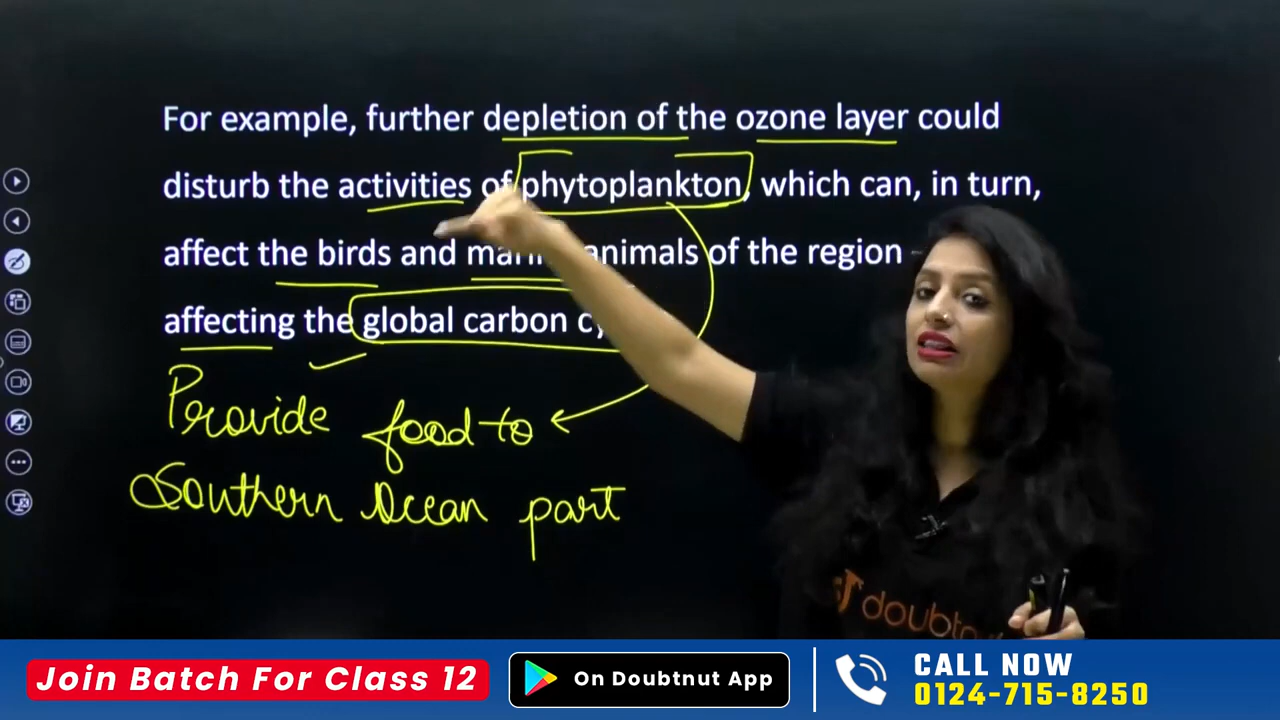 For example, further depletion of the ozone layer could
disturb the activities of phytoplankton, which can, in turn,
affect the birds and animals of the region
affecting the global carbon
Provide food to
Southern Ocean part
doubtnut
Join Batch For Class 12
On Doubtnut App
CALL NOW
0124-715-8250